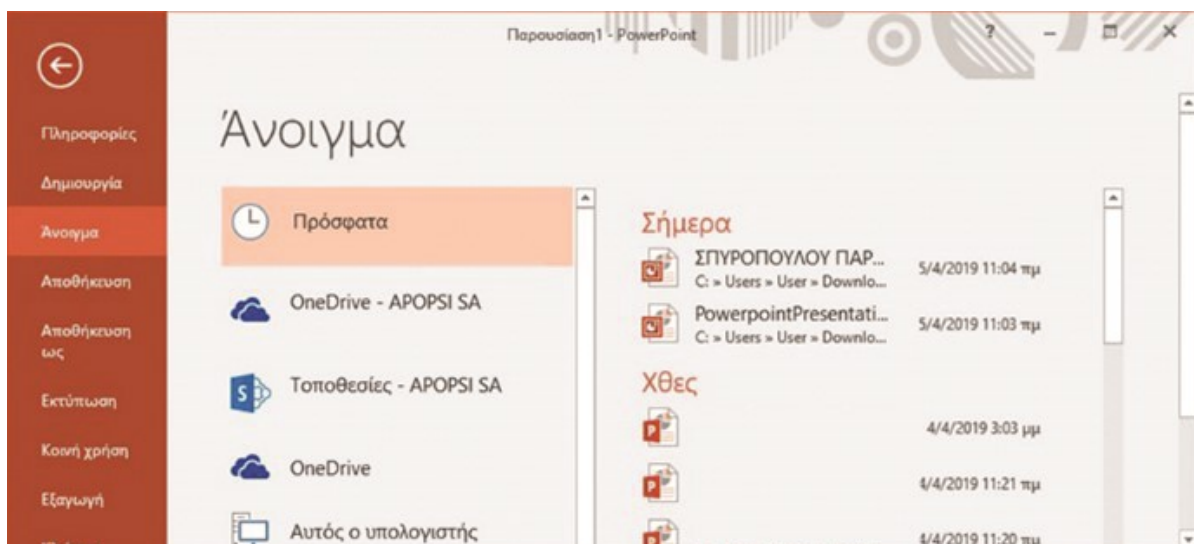 Παρουσίαση1 - PowerPoint
?
Πληροφορίες
Δημιουργία
Άνοιγμα
Αποθήκευση
Αποθήκευση
ως
Εκτύπωση
Κοινή χρήση
Εξαγωγή
Άνοιγμα
Πρόσφατα
OneDrive - APOPSI SA
Τοποθεσίες - APOPSI SA
OneDrive
Αυτός ο υπολογιστής
Σήμερα
ΣΠΥΡΟΠΟΥΛΟΥ ΠΑΡ... 5/4/2019 11:04 πμ
C: » Users » User » Downlo...
PowerpointPresentati... 5/4/2019 11:03 πμ
C: » Users » User » Downlo...
Χθες
4/4/2019 3:03 μμ
4/4/2019 11:21 πμ
4/4/2019 11:20 πμ